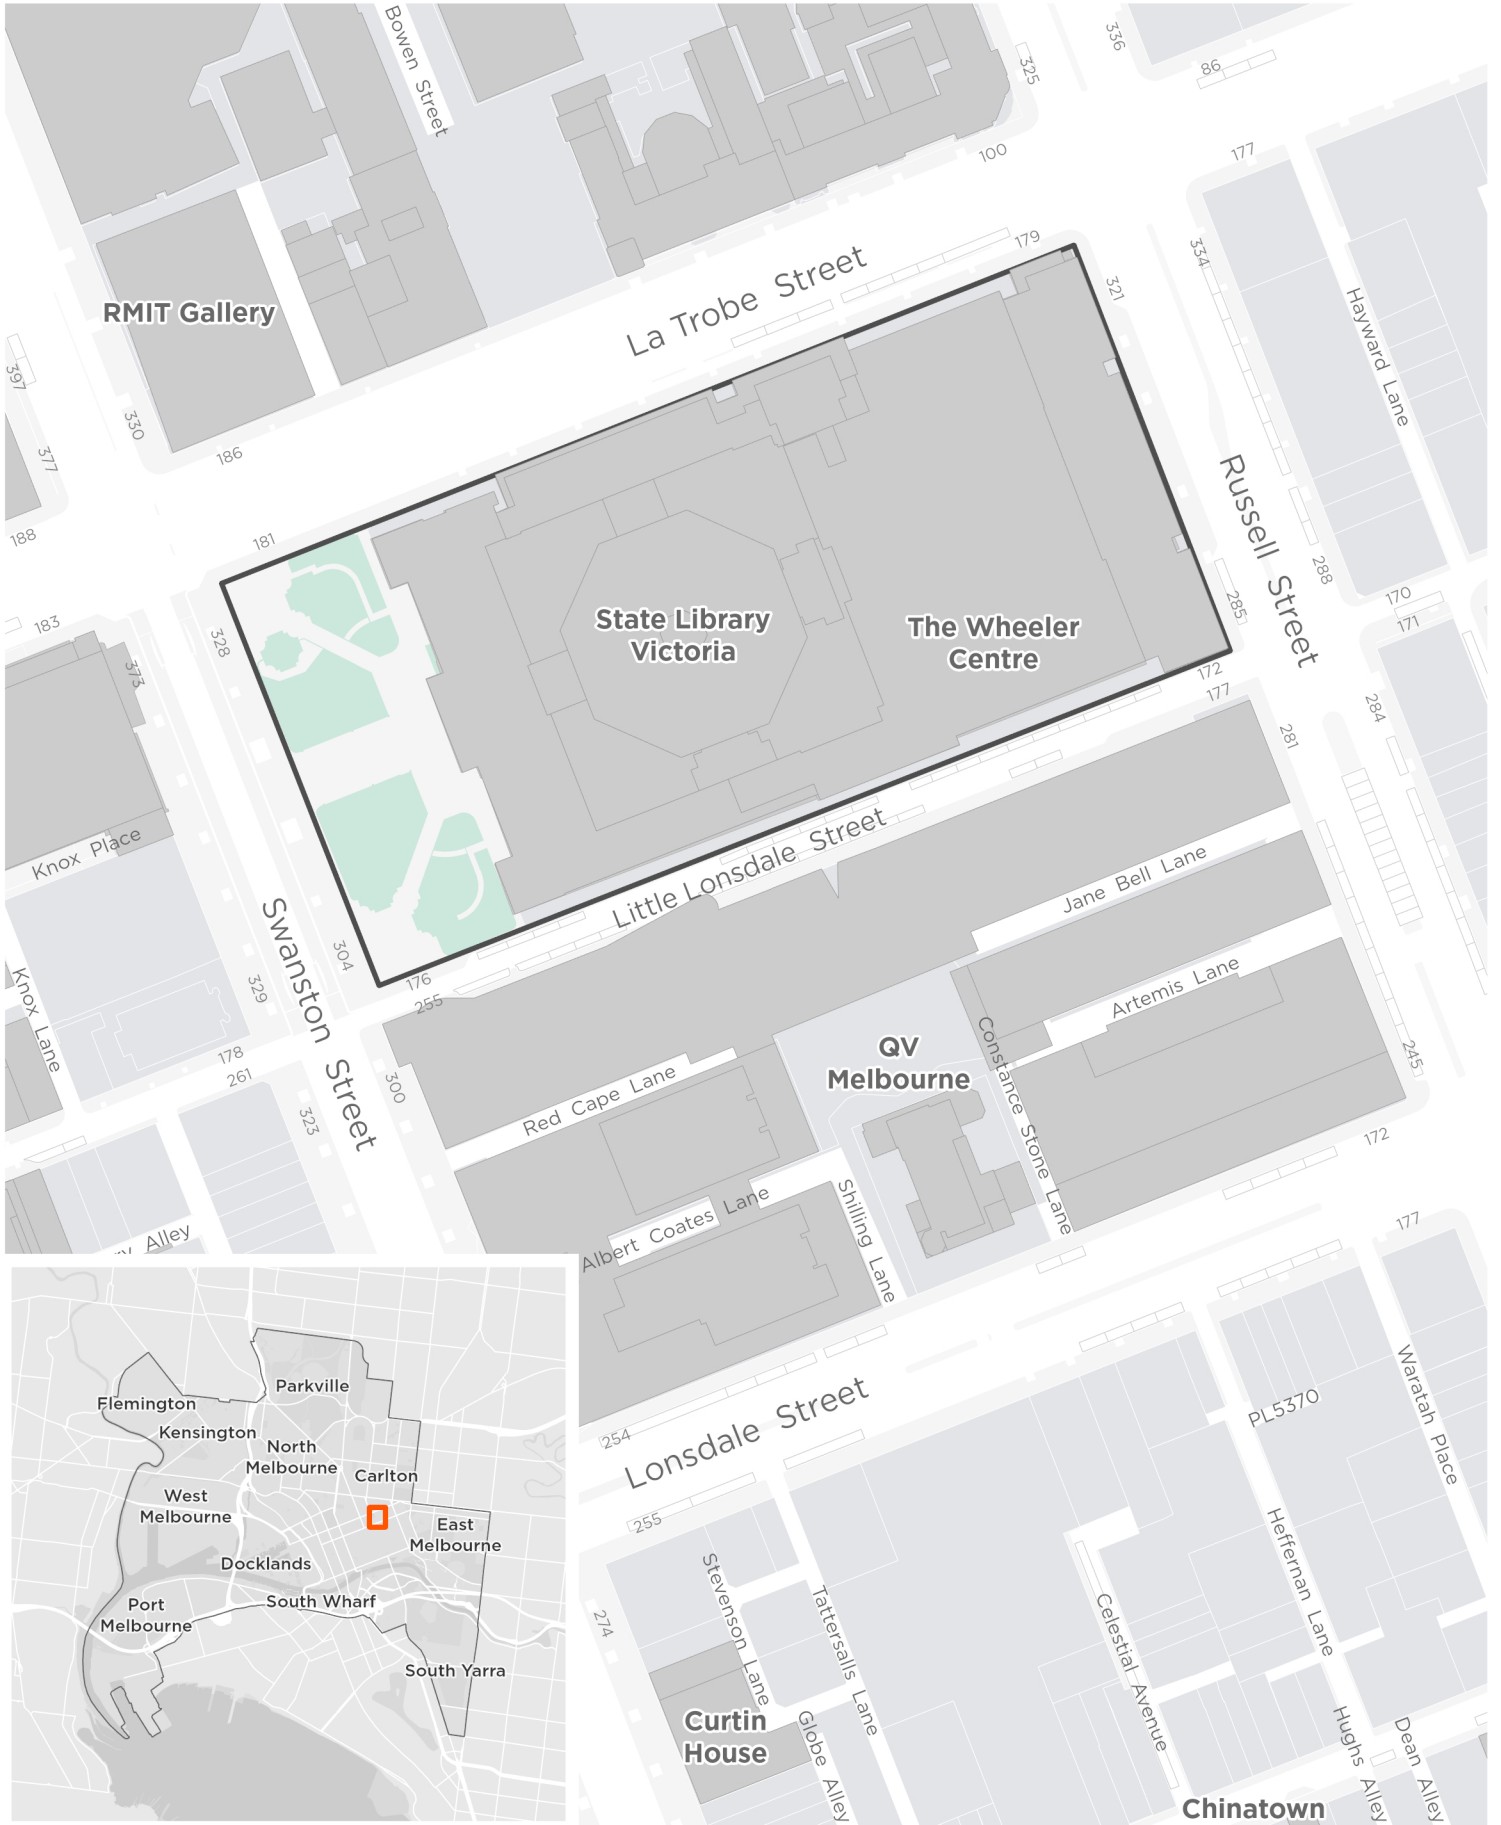 Bowen Street
336
86
325
100
177
RMIT Gallery
La Trobe Street
179
334
321
Hayward Lane
397
330
377
186
188
181
183
328
373
State Library
Victoria
The Wheeler
Centre
Russell Street
288
285
170
171
172
177
284
281
Knox Place
Little Lonsdale Street
Jane Bell Lane
Swanston Street
304
329
176
255
Knox Lane
Artemis Lane
Constance Stone Lane
QV
Melbourne
245
178
261
300
323
Red Cape Lane
172
Albert Coates Lane
Shilling Lane
177
ry Alley
254
Lonsdale Street
255
PL5370
Waratah Place
Heffernan Lane
Stevenson Lane
Tattersalls Lane
Celestial Avenue
274
Curtin
House
Globe Alley
Hughs Alley
Dean Alley
Chinatown
Parkville
Flemington
Kensington
North
Melbourne
Carlton
West
Melbourne
East
Melbourne
Docklands
South Wharf
Port
Melbourne
South Yarra